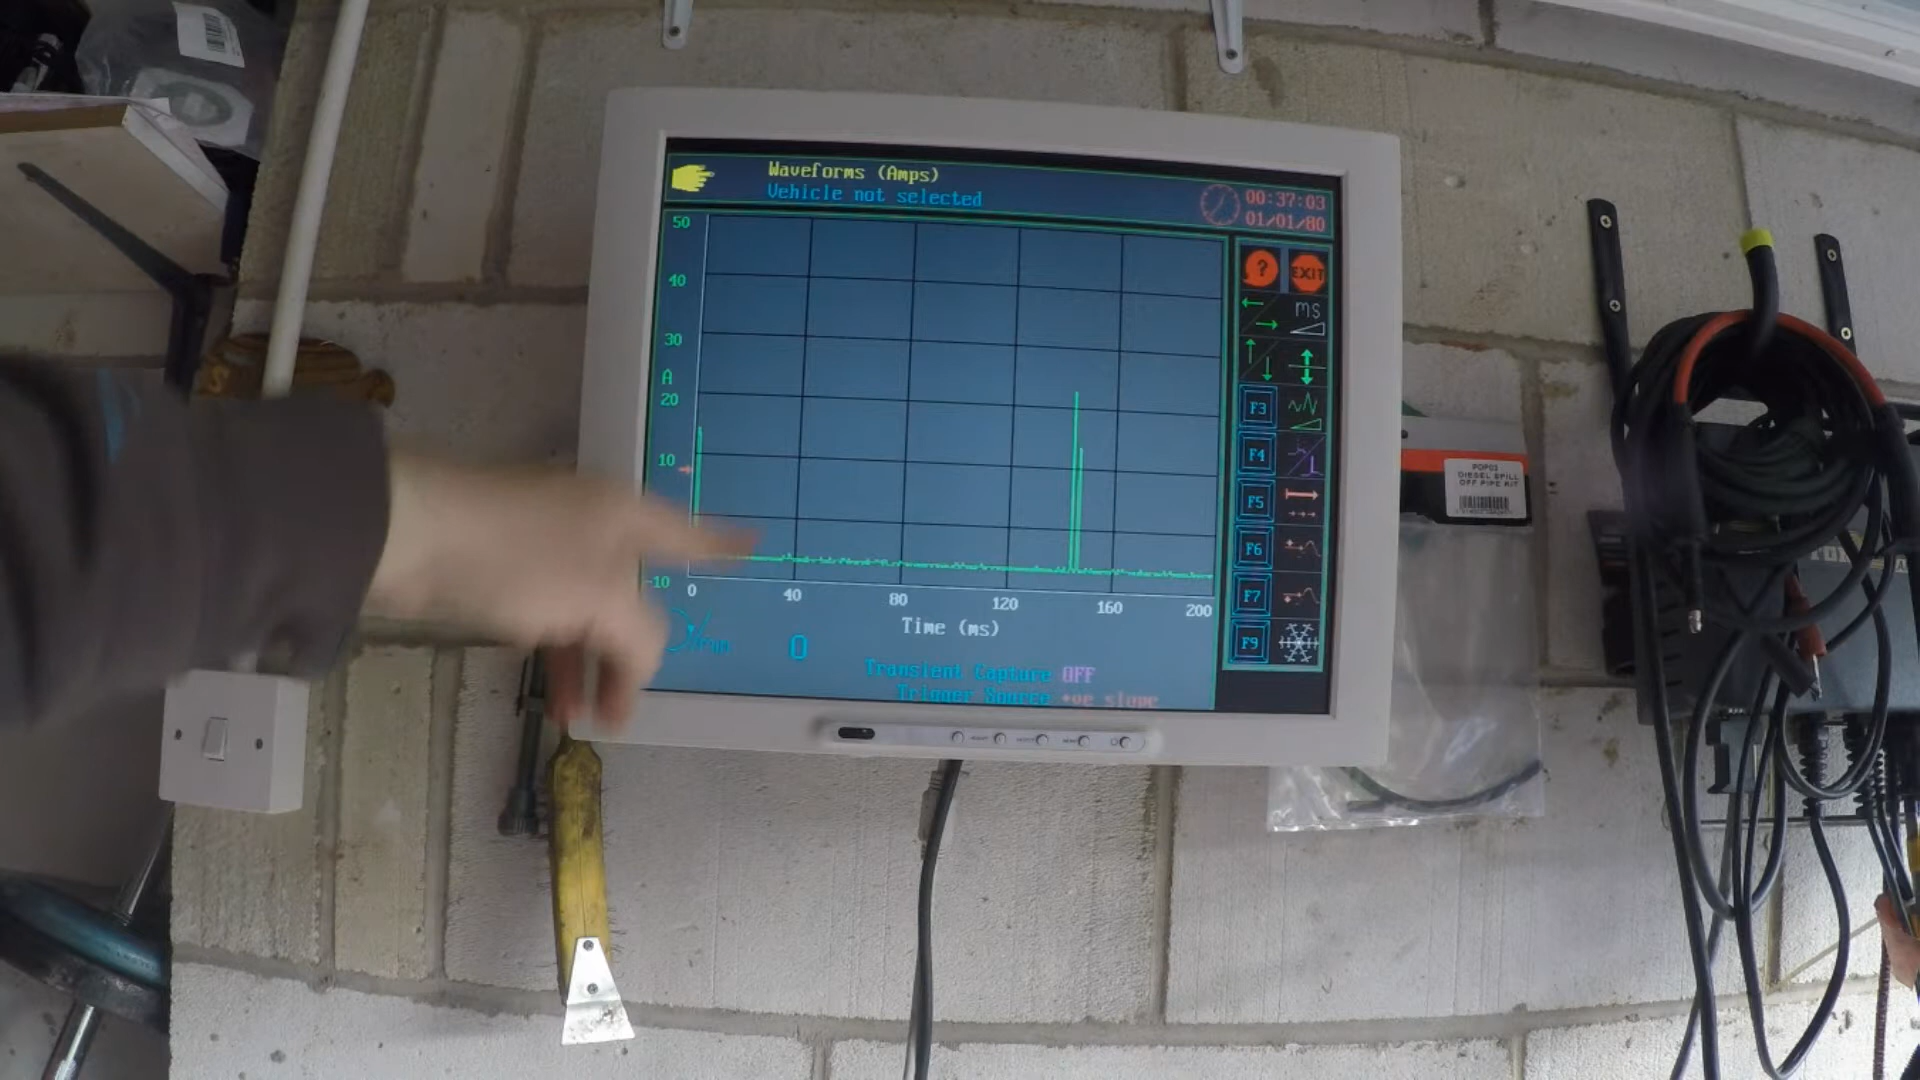 Waveforms (Amps)
Vehicle not selected
00:37:03
01/01/80
50
40
30
A
20
10
-10
0
40
80
120
160
200
Time (ms)
0
Transient Capture OFF
Trigger Source +ve slope
?
EXIT
ms
F3
F4
F5
F6
F7
F9
DIESEL SPILL
OFF PIPE KIT